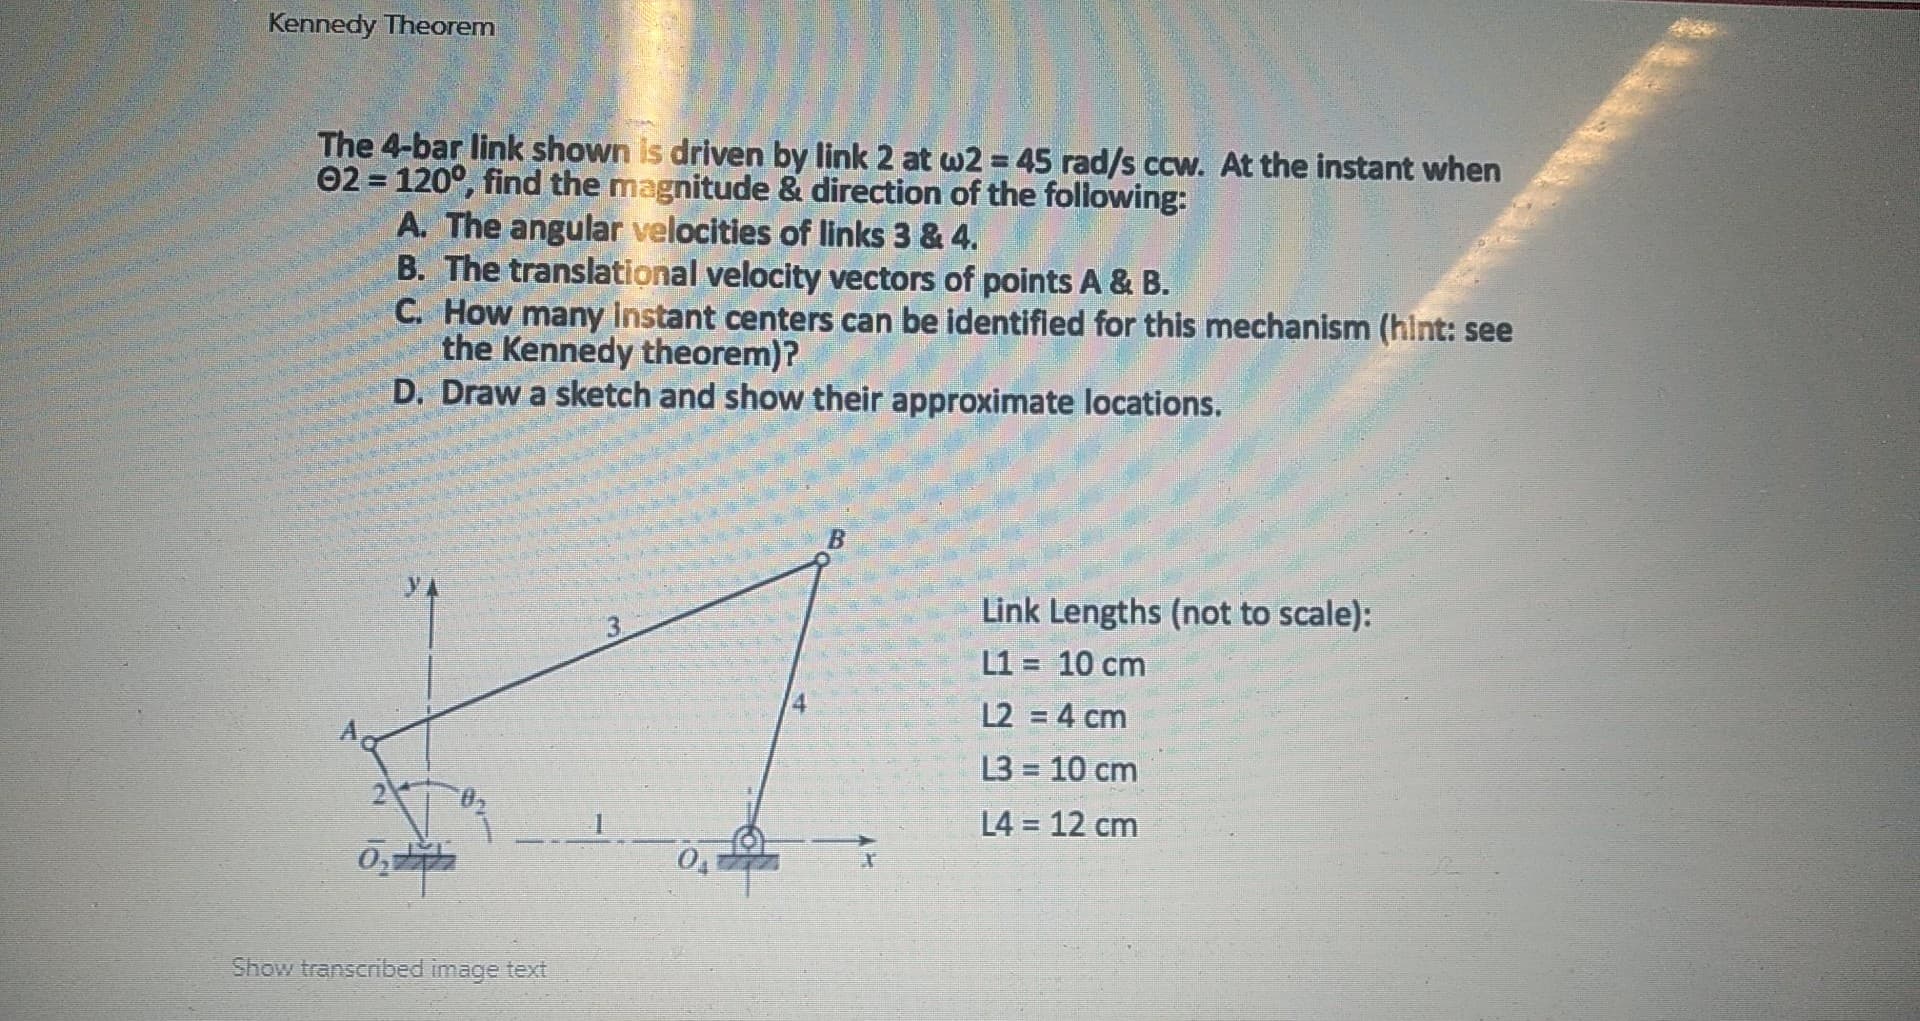 Kennedy Theorem
The 4-bar link shown is driven by link 2 at ω2 = 45 rad/s ccw. At the instant when
Θ2 = 120º, find the magnitude & direction of the following:
A. The angular velocities of links 3 & 4.
B. The translational velocity vectors of points A & B.
C. How many instant centers can be identified for this mechanism (hint: see
the Kennedy theorem)?
D. Draw a sketch and show their approximate locations.
B
y
3
Link Lengths (not to scale):
L1 = 10 cm
4
L2 = 4 cm
A
L3 = 10 cm
2
θ2
1
L4 = 12 cm
O2
O4
x
Show transcribed image text